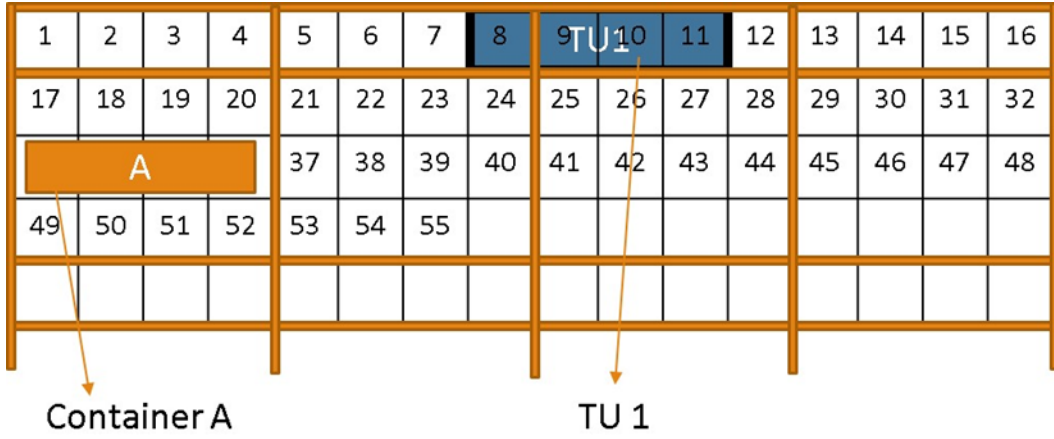 1 2 3 4 5 6 7 8 9 TU1 10 11 12 13 14 15 16
17 18 19 20 21 22 23 24 25 26 27 28 29 30 31 32
A 37 38 39 40 41 42 43 44 45 46 47 48
49 50 51 52 53 54 55
Container A TU 1